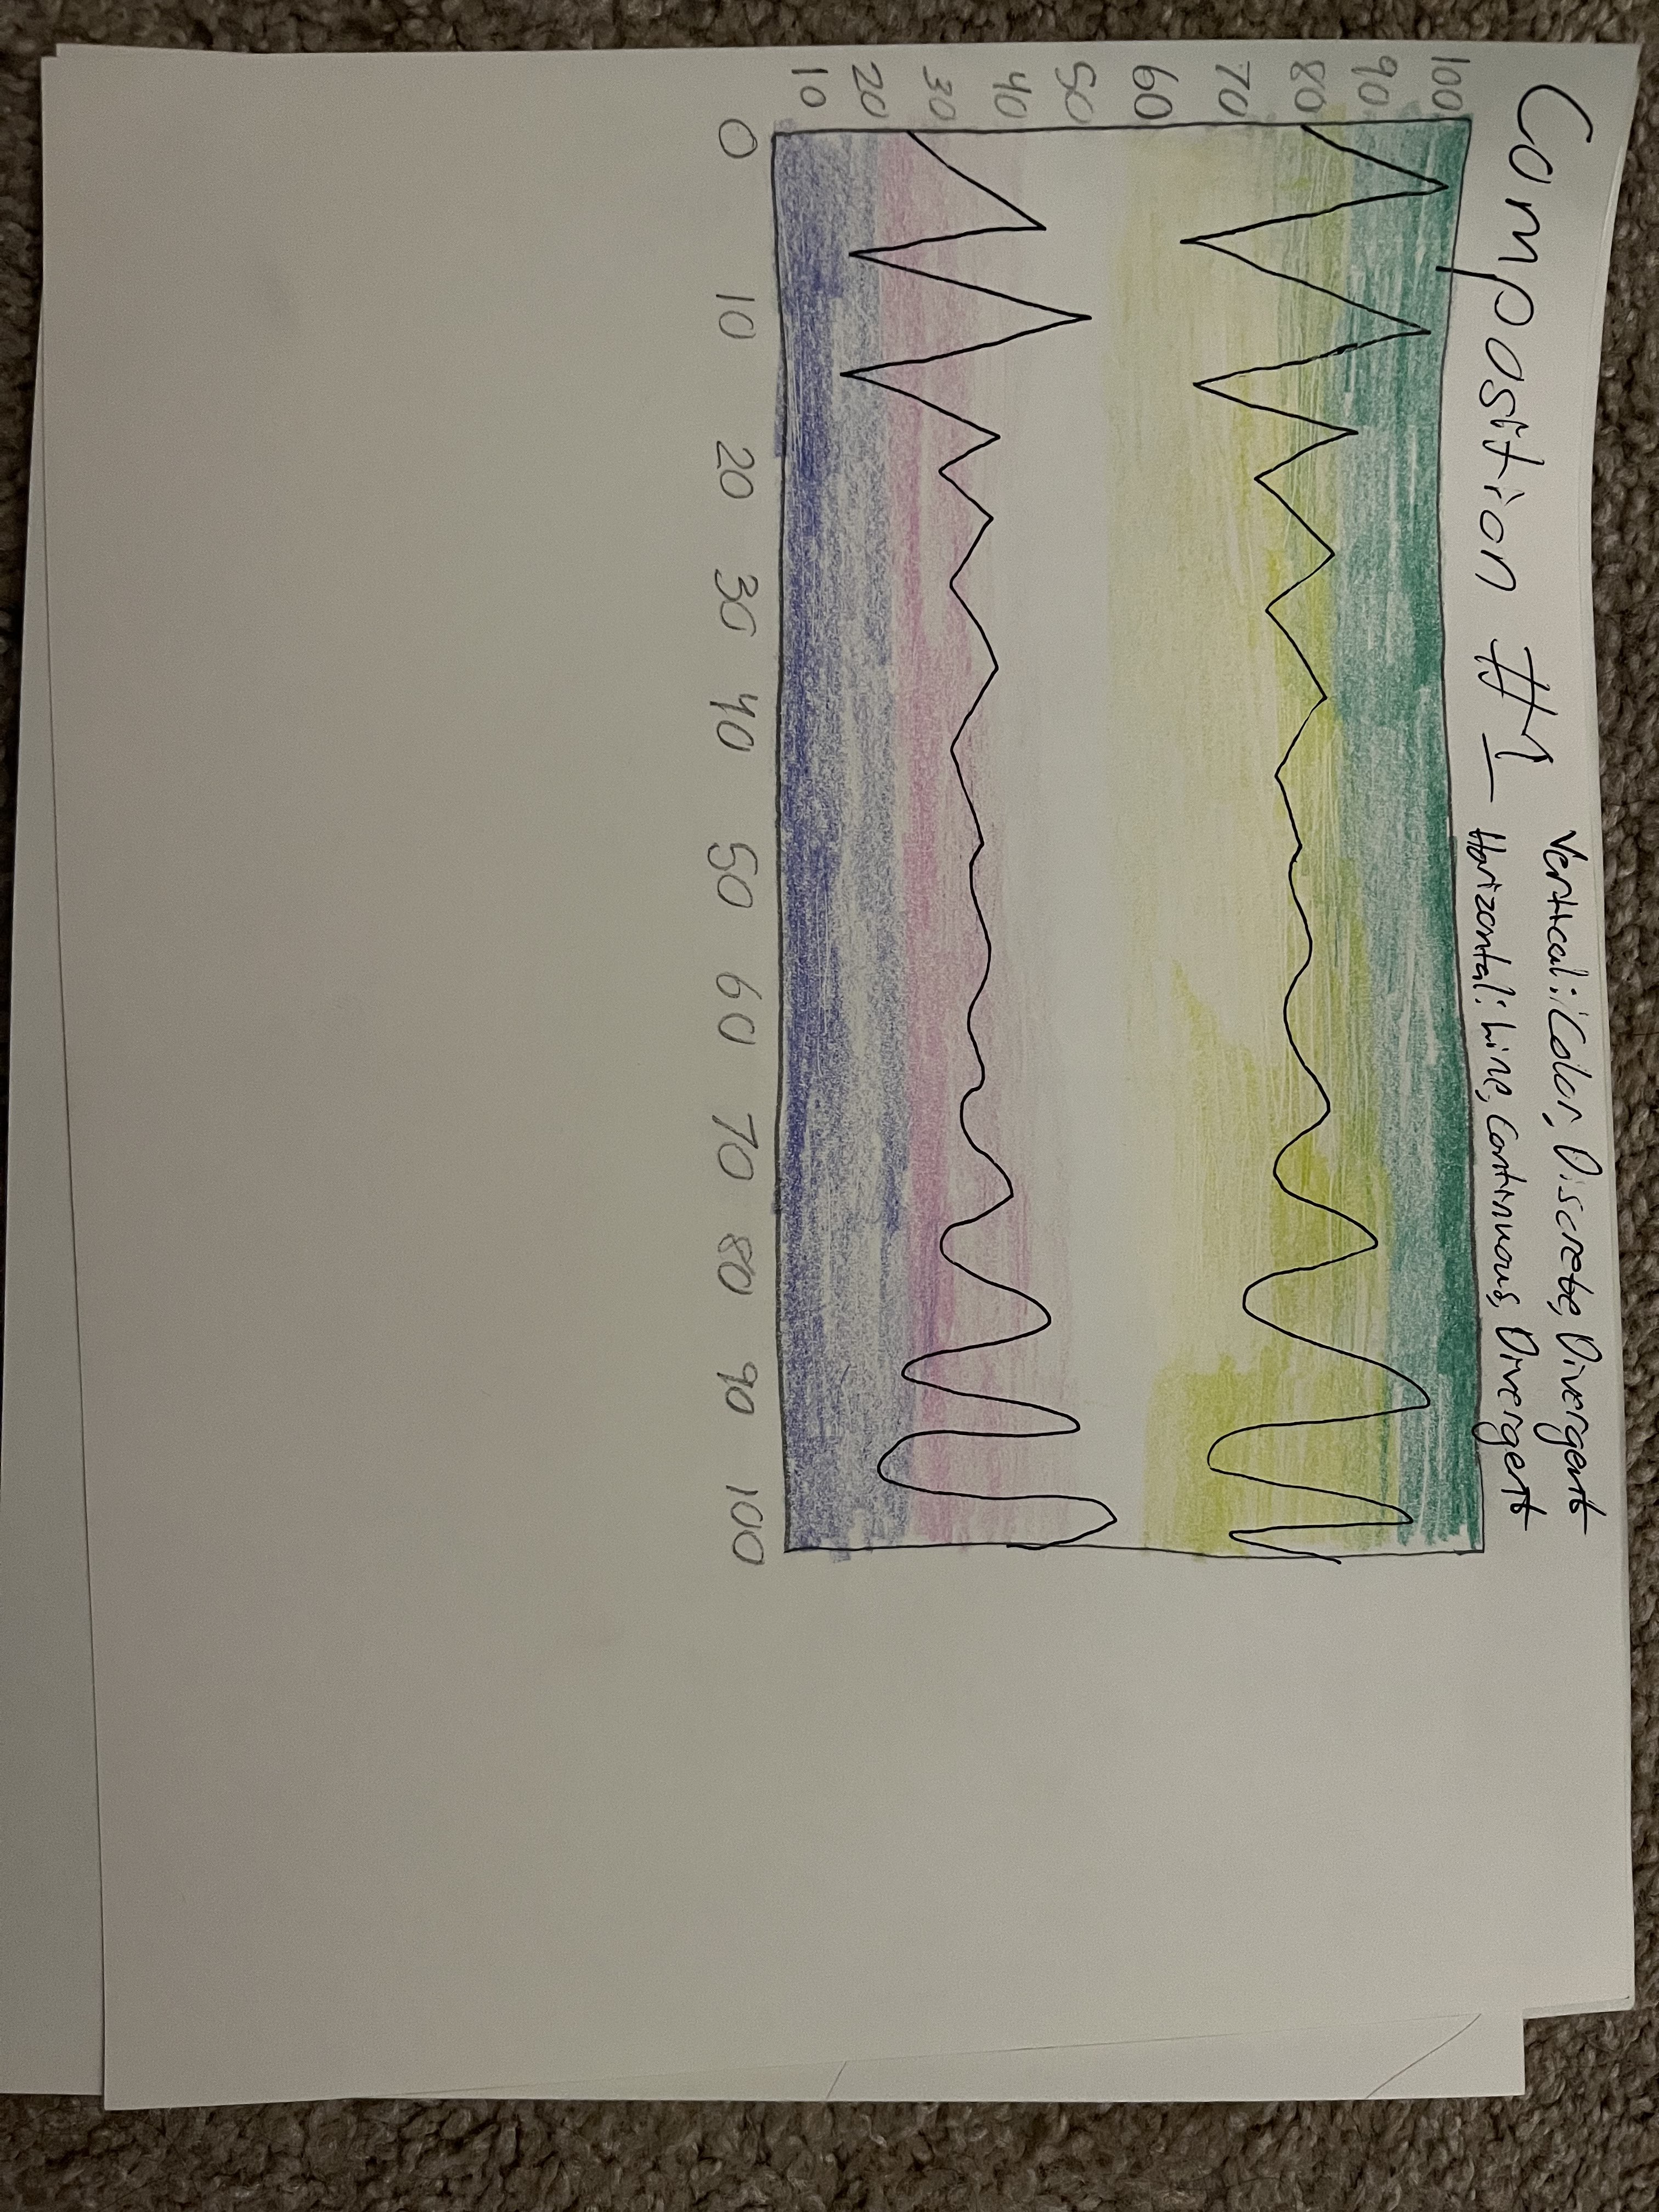 Composition #1
Vertical: Color, Discrete, Divergent
Horizontal: Line, Continuous, Divergent
100
90
80
70
60
50
40
30
20
10
0 10 20 30 40 50 60 70 80 90 100